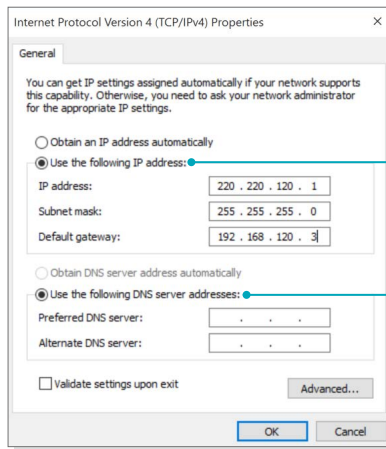 Internet Protocol Version 4 (TCP/IPv4) Properties
General
You can get IP settings assigned automatically if your network supports
this capability. Otherwise, you need to ask your network administrator
for the appropriate IP settings.
Obtain an IP address automatically
Use the following IP address:
IP address: 220 . 220 . 120 . 1
Subnet mask: 255 . 255 . 255 . 0
Default gateway: 192 . 168 . 120 . 3
Obtain DNS server address automatically
Use the following DNS server addresses:
Preferred DNS server: . . .
Alternate DNS server: . . .
Validate settings upon exit
Advanced...
OK Cancel